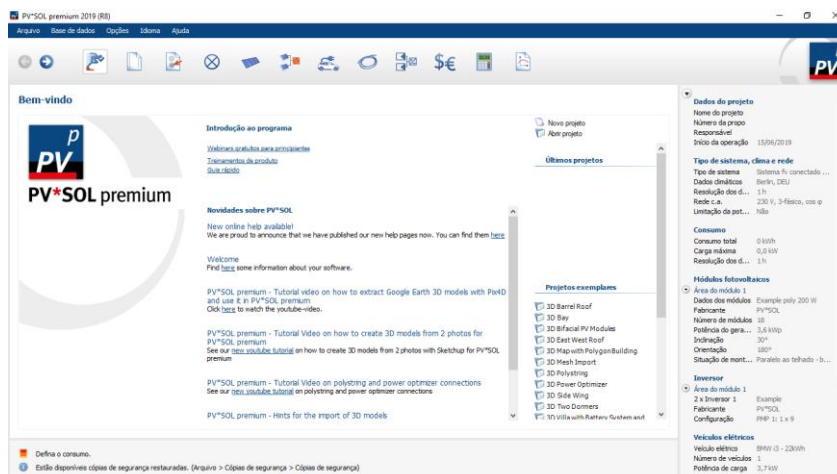 PV*SOL premium 2019 (R8)
Arquivo Base de dados Opções Idioma Ajuda
$€
PV
Bem-vindo
p
PV
PV*SOL premium
Introdução ao programa
Webinars gratuitos para principiantes
Treinamentos de produto
Guia rápido
Novidades sobre PV*SOL
New online help available!
We are proud to announce that we have published our new help pages now. You can find them here
Welcome
Find here some information about your software.
PV*SOL premium - Tutorial video on how to extract Google Earth 3D models with Pix4D
and use it in PV*SOL premium
Click here to watch the youtube-video.
PV*SOL premium - Tutorial Video on how to create 3D models from 2 photos for
PV*SOL premium
See our new youtube tutorial on how to create 3D models from 2 photos with Sketchup for PV*SOL
premium
PV*SOL premium - Tutorial Video on polystring and power optimizer connections
See our new youtube tutorial on polystring and power optimizer connections
PV*SOL premium - Hints for the import of 3D models
Novo projeto
Abrir projeto
Últimos projetos
Projetos exemplares
3D Barrel Roof
3D Bay
3D Bifacial PV Modules
3D East West Roof
3D Map with Polygon Building
3D Mesh Import
3D Polystring
3D Power Optimizer
3D Side Wing
3D Two Dormers
3D Villa with Battery System and
Dados do projeto
Nome do projeto
Número da propo
Responsável
Início da operação 15/06/2019
Tipo de sistema, clima e rede
Tipo de sistema Sistema fv conectado ...
Dados climáticos Berlin, DEU
Resolução dos d... 1 h
Rede c.a. 230 V, 3-fásico, cos φ
Limitação da pot... Não
Consumo
Consumo total 0 kWh
Carga máxima 0,0 kW
Resolução dos d... 1 h
Módulos fotovoltaicos
Área do módulo 1
Dados dos módulos Example poly 200 W
Fabricante PV*SOL
Número de módulos 18
Potência do gera... 3,6 kWp
Inclinação 30°
Orientação 180°
Situação de mont... Paralelo ao telhado - b...
Inversor
Área do módulo 1
2 x Inversor 1 Example
Fabricante PV*SOL
Configuração PMP 1: 1 x 9
Veículos elétricos
Veículo elétrico BMW i3 - 22kWh
Número de veículos 1
Potência de carga 3,7 kW
Defina o consumo.
Estão disponíveis cópias de segurança restauradas. (Arquivo > Cópias de segurança > Cópias de segurança)